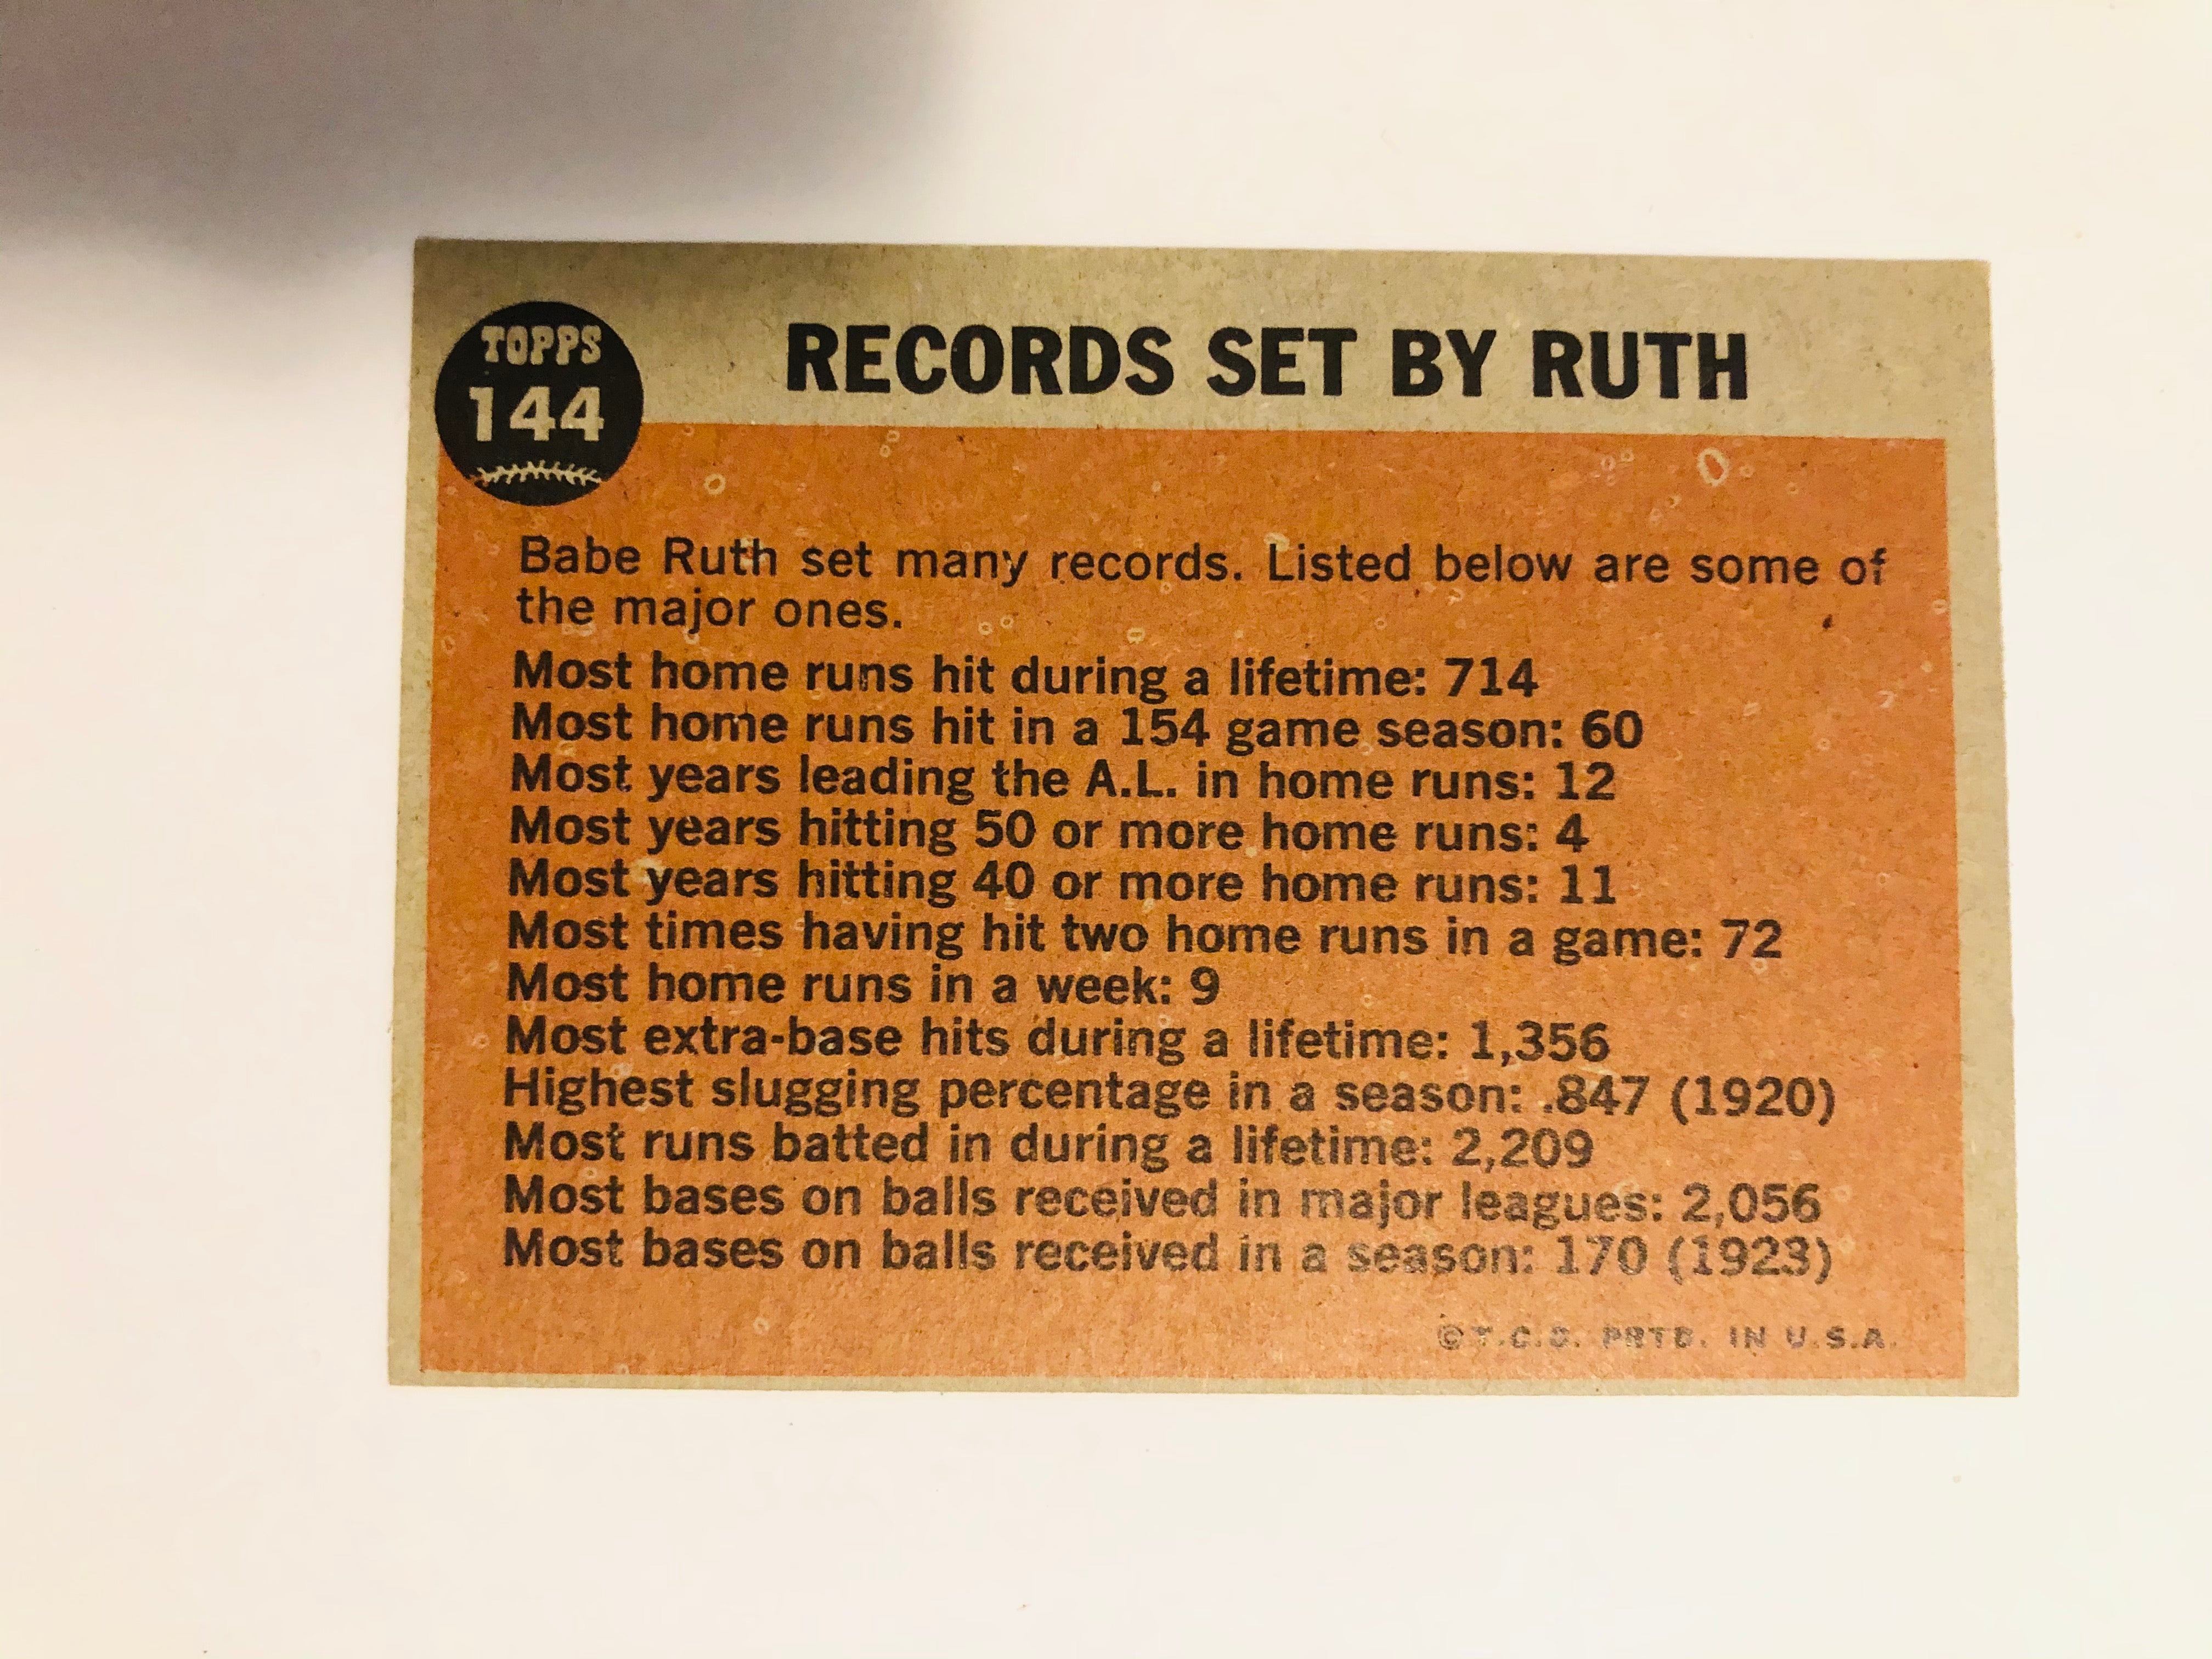 TOPPS
144
RECORDS SET BY RUTH
Babe Ruth set many records. Listed below are some of
the major ones.
Most home runs hit during a lifetime: 714
Most home runs hit in a 154 game season: 60
Most years leading the A.L. in home runs: 12
Most years hitting 50 or more home runs: 4
Most years hitting 40 or more home runs: 11
Most times having hit two home runs in a game: 72
Most home runs in a week: 9
Most extra-base hits during a lifetime: 1,356
Highest slugging percentage in a season: .847 (1920)
Most runs batted in during a lifetime: 2,209
Most bases on balls received in major leagues: 2,056
Most bases on balls received in a season: 170 (1923)
© T.C.G. PRTD. IN U.S.A.